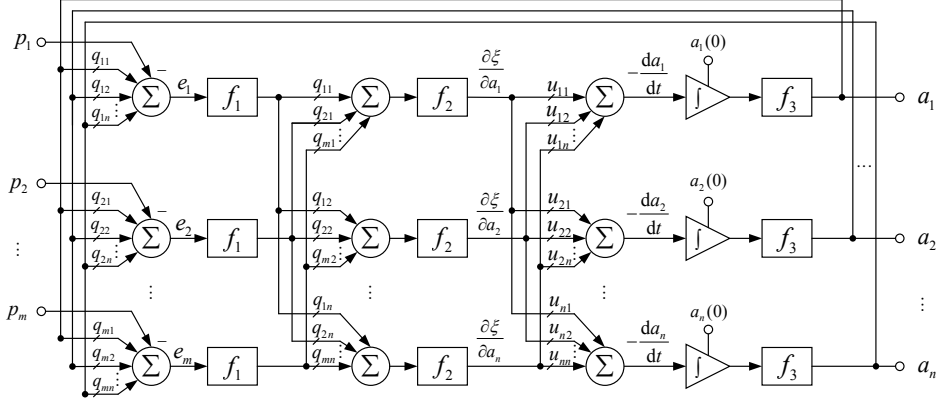 p₁ − q₁₁ q₁₂ ⋮ q₁ₙ ∑ e₁ f₁ q₁₁ q₂₁ ⋮ qₘ₁ ∑ f₂ ∂ξ/∂a₁ u₁₁ u₁₂ ⋮ u₁ₙ ∑ −da₁/dt a₁(0) ∫ f₃ a₁
...
p₂ − q₂₁ q₂₂ ⋮ q₂ₙ ∑ e₂ f₁ q₁₂ q₂₂ ⋮ qₘ₂ ∑ f₂ ∂ξ/∂a₂ u₂₁ u₂₂ ⋮ u₂ₙ ∑ −da₂/dt a₂(0) ∫ f₃ a₂
⋮ ⋮ ⋮ ⋮ ⋮
pₘ − qₘ₁ qₘ₂ ⋮ qₘₙ ∑ eₘ f₁ q₁ₙ q₂ₙ ⋮ qₘₙ ∑ f₂ ∂ξ/∂aₙ uₙ₁ uₙ₂ ⋮ uₙₙ ∑ −daₙ/dt aₙ(0) ∫ f₃ aₙ